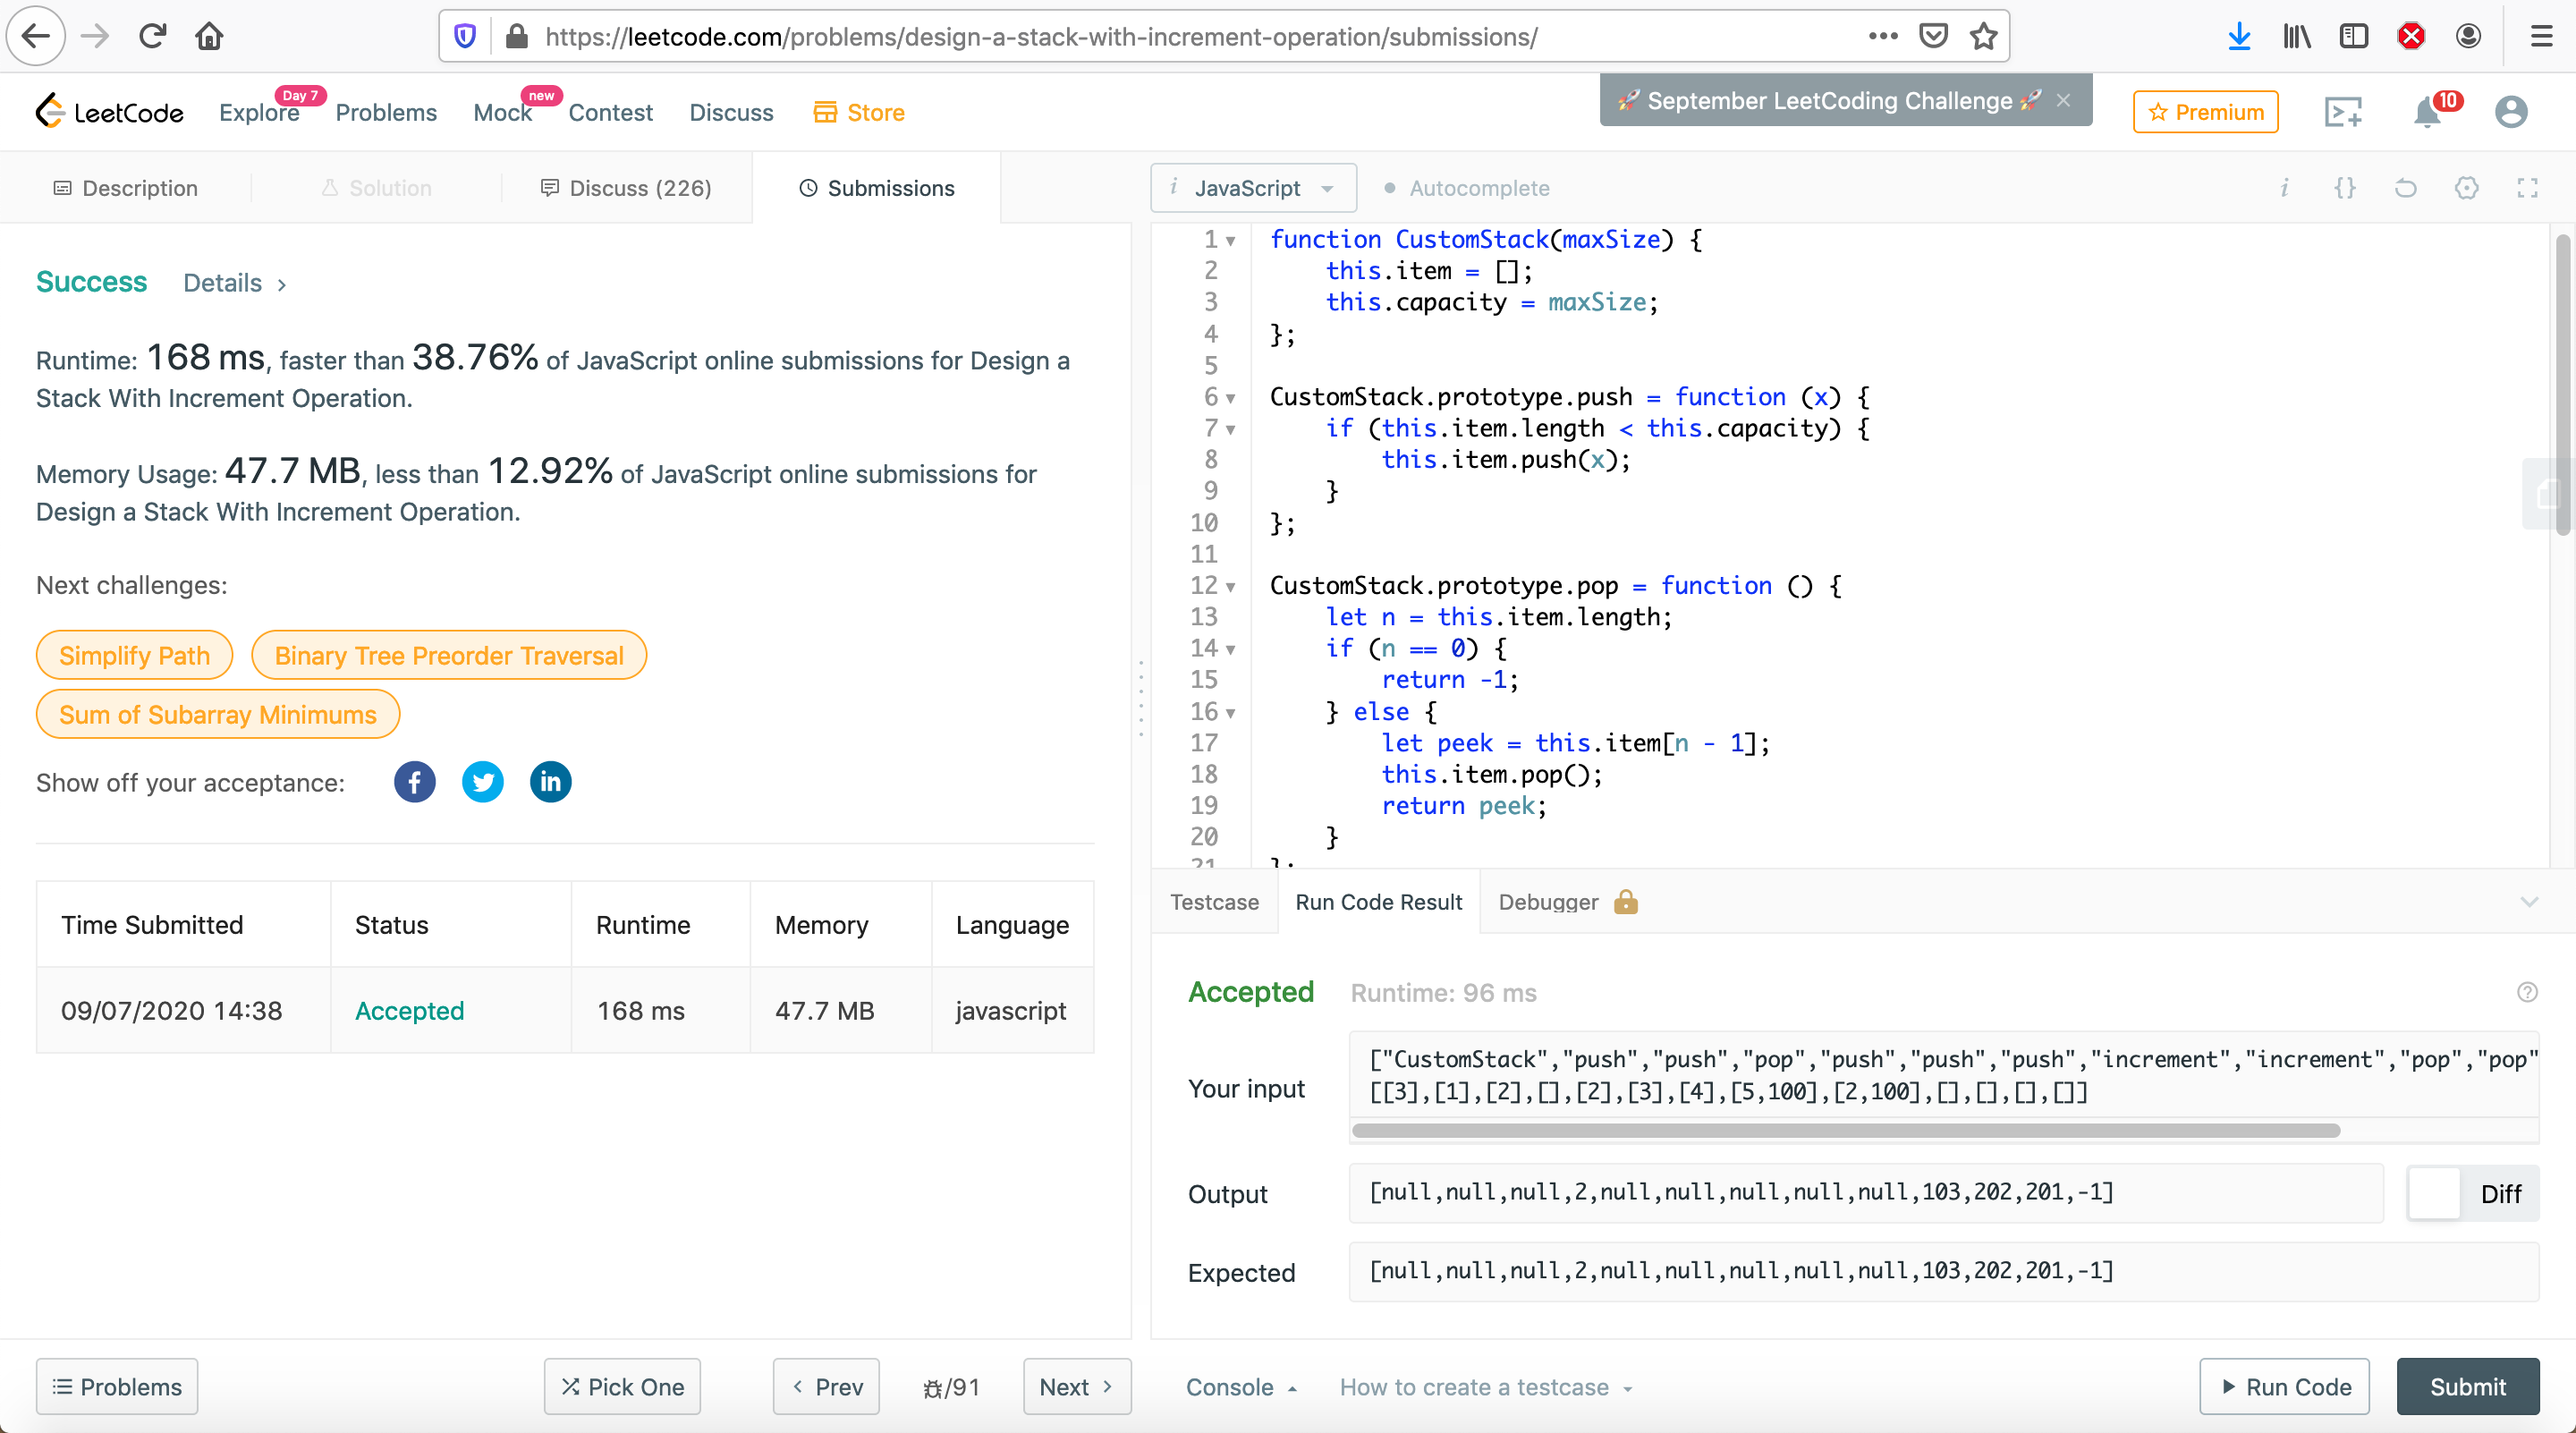 https://leetcode.com/problems/design-a-stack-with-increment-operation/submissions/
LeetCode
Explore
Day 7
Problems
Mock
new
Contest
Discuss
Store
🚀 September LeetCoding Challenge 🚀 ×
Premium
10
Description
Solution
Discuss (226)
Submissions
Success Details >
Runtime: 168 ms, faster than 38.76% of JavaScript online submissions for Design a
Stack With Increment Operation.
Memory Usage: 47.7 MB, less than 12.92% of JavaScript online submissions for
Design a Stack With Increment Operation.
Next challenges:
Simplify Path
Binary Tree Preorder Traversal
Sum of Subarray Minimums
Show off your acceptance:
Time Submitted Status Runtime Memory Language
09/07/2020 14:38 Accepted 168 ms 47.7 MB javascript
Problems
Pick One
Prev
/91
Next
i JavaScript
Autocomplete
1 function CustomStack(maxSize) {
2 this.item = [];
3 this.capacity = maxSize;
4 };
5
6 CustomStack.prototype.push = function (x) {
7 if (this.item.length < this.capacity) {
8 this.item.push(x);
9 }
10 };
11
12 CustomStack.prototype.pop = function () {
13 let n = this.item.length;
14 if (n == 0) {
15 return -1;
16 } else {
17 let peek = this.item[n - 1];
18 this.item.pop();
19 return peek;
20 }
21 };
Testcase
Run Code Result
Debugger
Accepted Runtime: 96 ms
Your input
["CustomStack","push","push","pop","push","push","push","increment","increment","pop","pop"
[[3],[1],[2],[],[2],[3],[4],[5,100],[2,100],[],[],[],[]]
Output
[null,null,null,2,null,null,null,null,null,103,202,201,-1]
Diff
Expected
[null,null,null,2,null,null,null,null,null,103,202,201,-1]
Console
How to create a testcase
Run Code
Submit